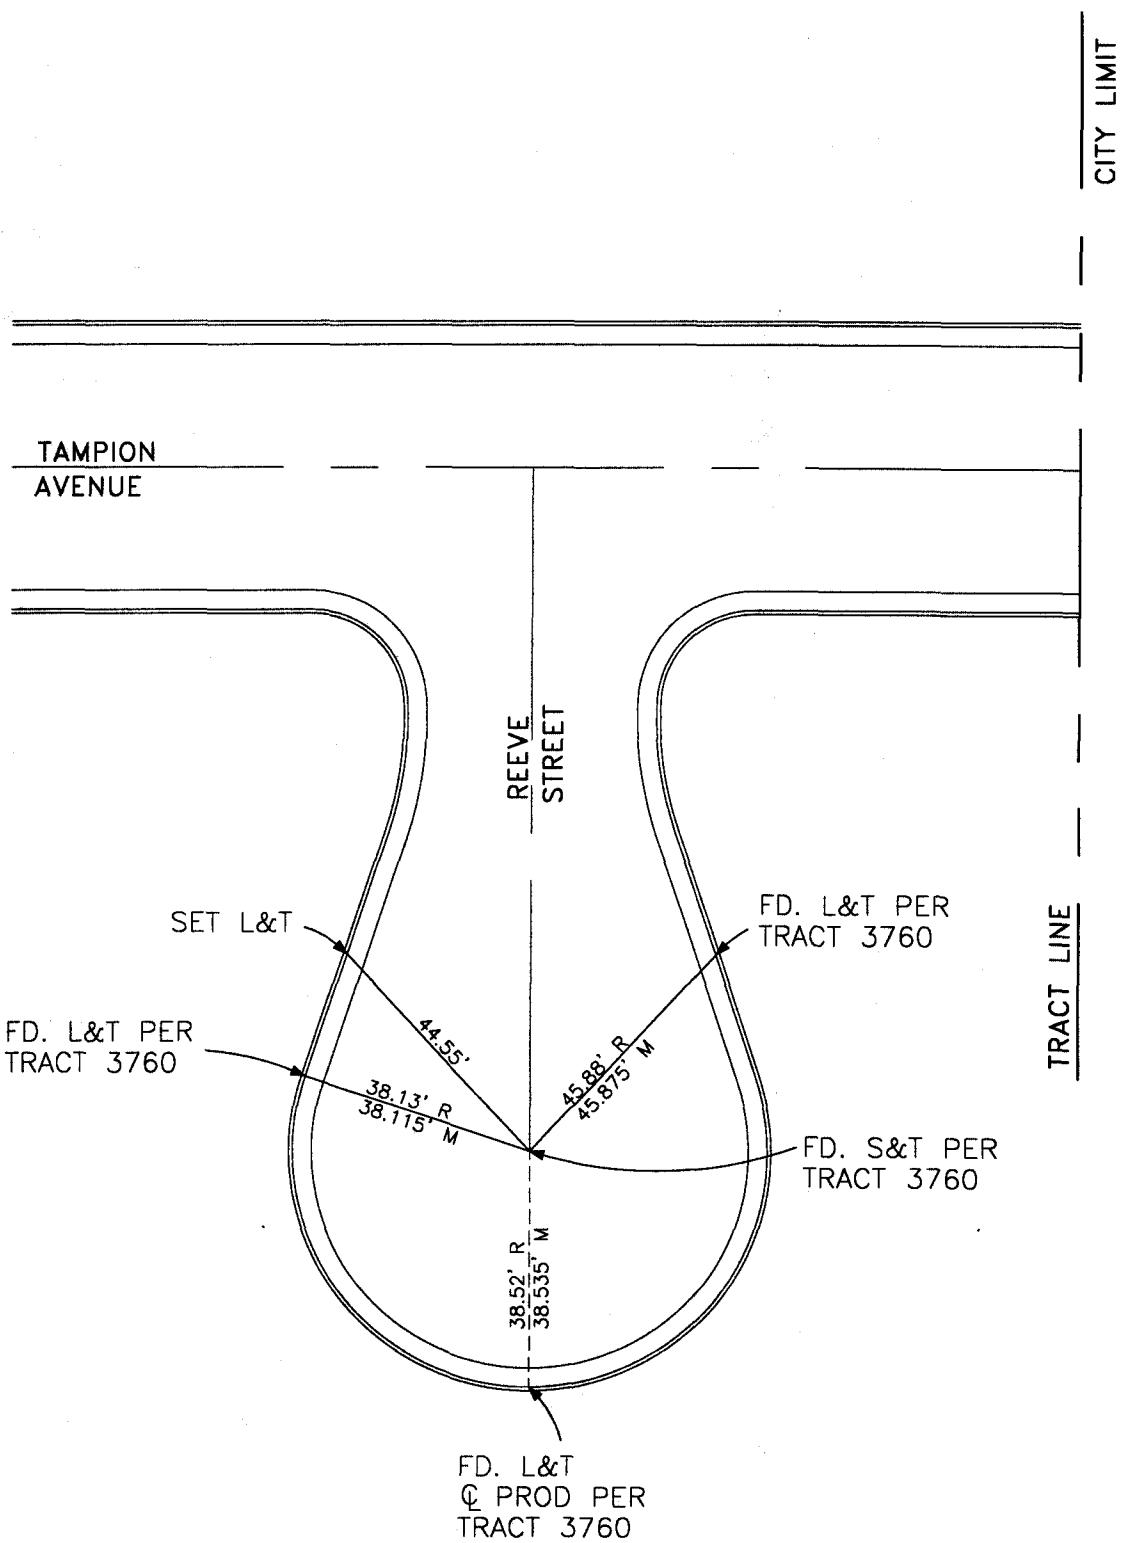 CITY LIMIT
TAMPION
AVENUE
REEVE
STREET
SET L&T
FD. L&T PER
TRACT 3760
TRACT LINE
FD. L&T PER
TRACT 3760
44.55'
45.88' R
45.875' M
38.13' R
38.115' M
FD. S&T PER
TRACT 3760
38.52' R
38.535' M
FD. L&T
℄ PROD PER
TRACT 3760